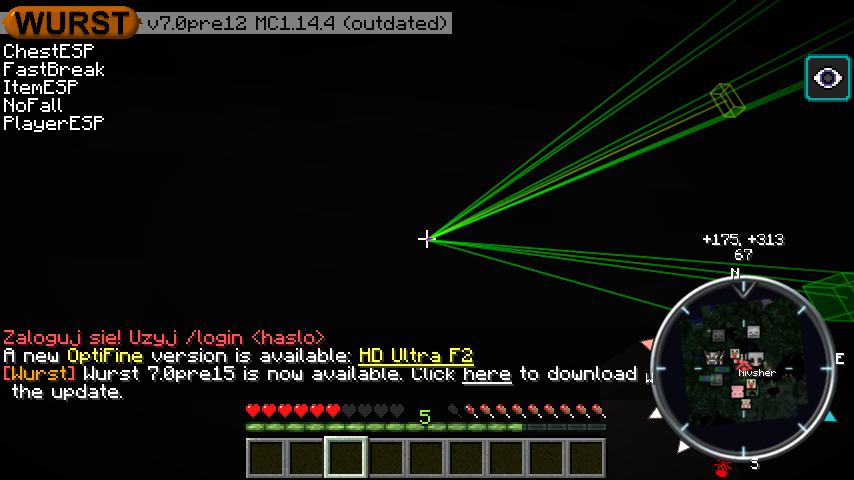 WURST v7.0pre12 MC1.14.4 (outdated)
ChestESP
FastBreak
ItemESP
NoFall
PlayerESP
+175, +313
67
N
Zaloguj sie! Uzyj /login <haslo>
A new OptiFine version is available: HD Ultra F2
[Wurst] Wurst 7.0pre15 is now available. Click here to download
the update.
W
E
Nivsher
5
S